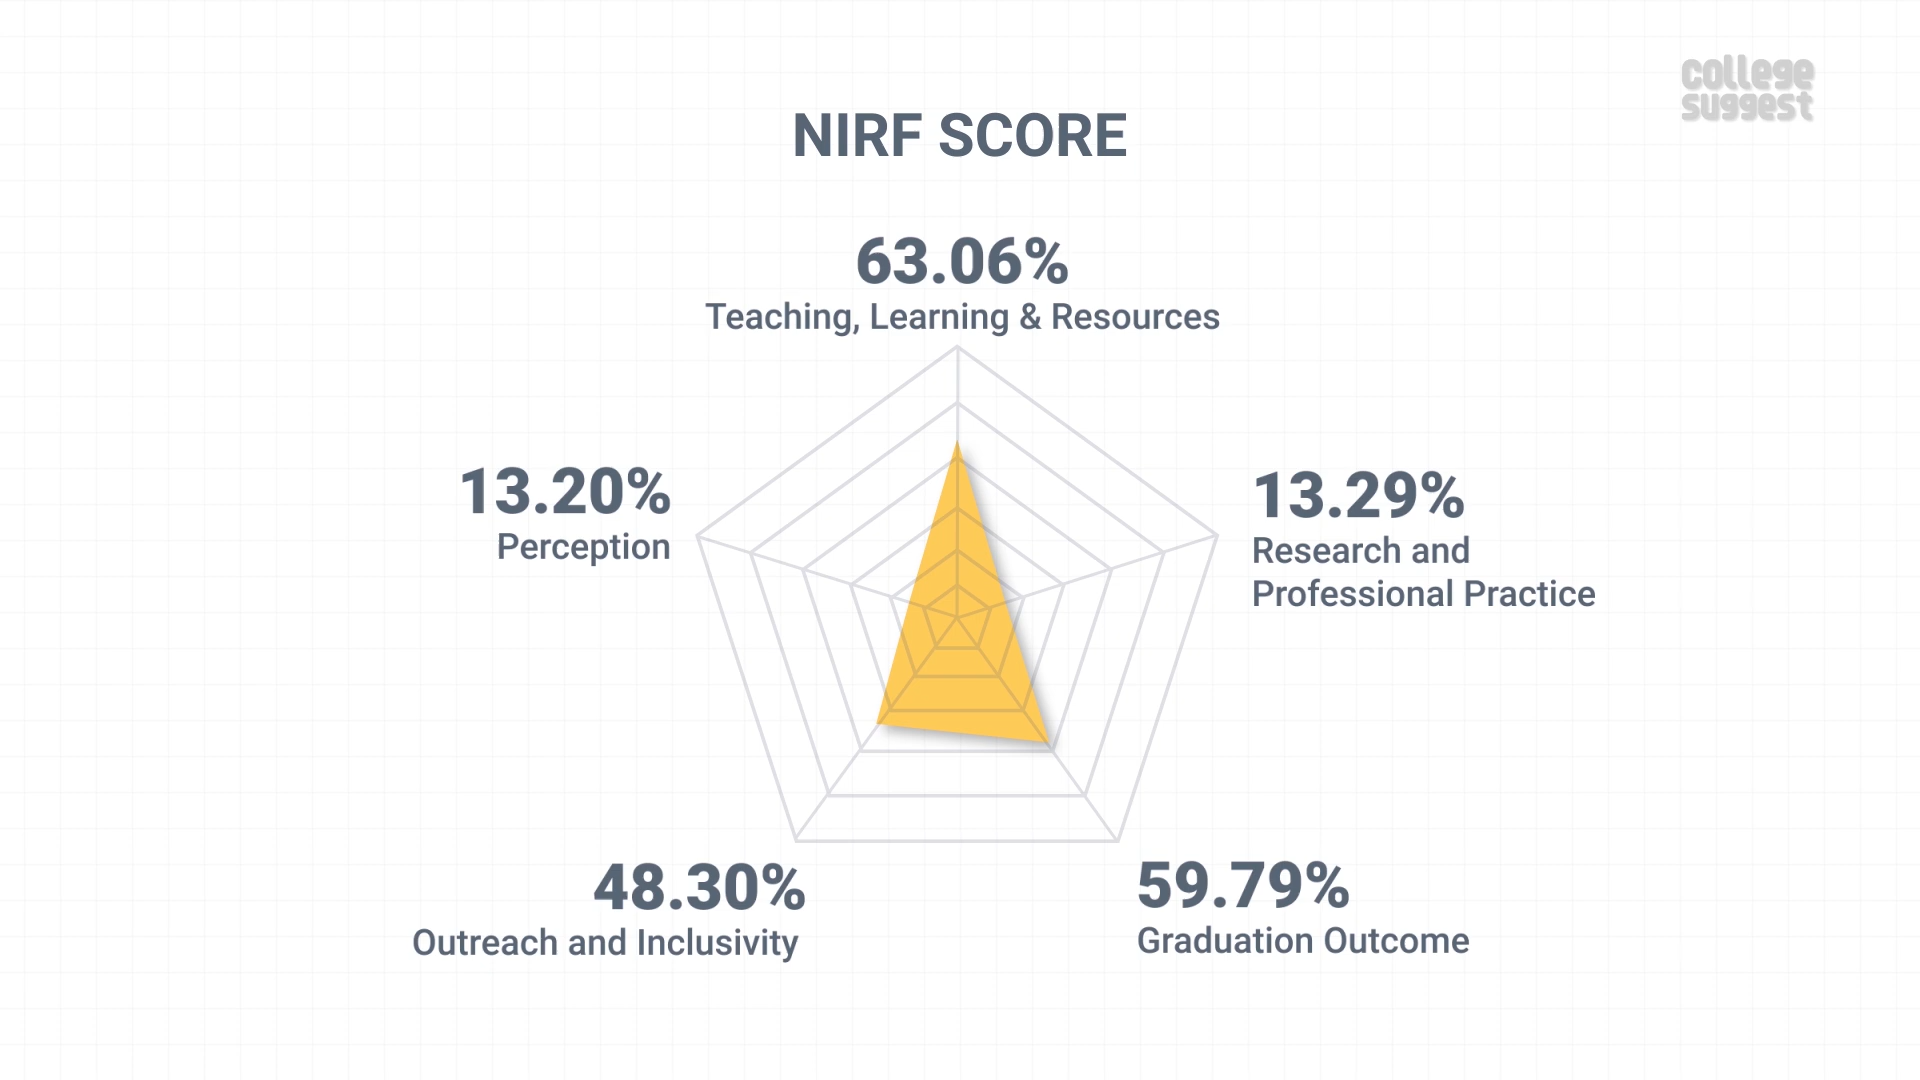 college
suggest
NIRF SCORE
63.06%
Teaching, Learning & Resources
13.20%
Perception
13.29%
Research and
Professional Practice
48.30%
Outreach and Inclusivity
59.79%
Graduation Outcome